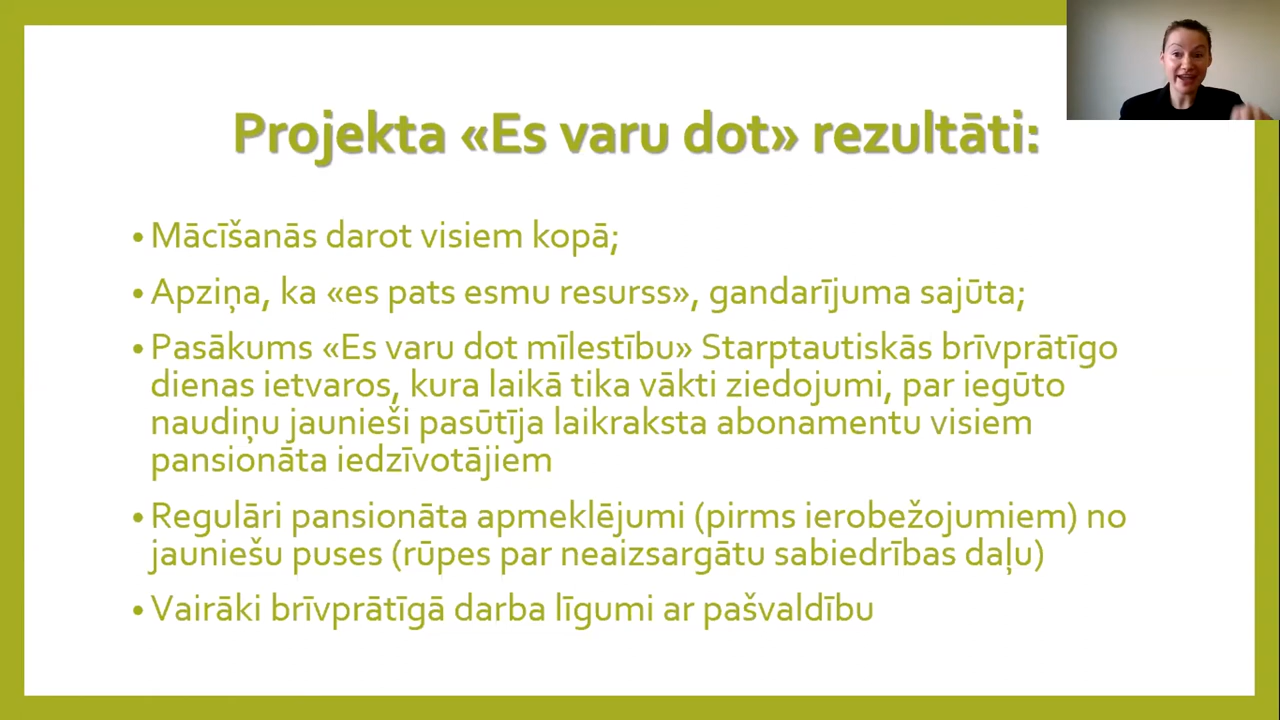 Projekta «Es varu dot» rezultāti:
• Mācīšanās darot visiem kopā;
• Apziņa, ka «es pats esmu resurss», gandarījuma sajūta;
• Pasākums «Es varu dot mīlestību» Starptautiskās brīvprātīgo
dienas ietvaros, kura laikā tika vākti ziedojumi, par iegūto
naudiņu jaunieši pasūtīja laikraksta abonamentu visiem
pansionāta iedzīvotājiem
• Regulāri pansionāta apmeklējumi (pirms ierobežojumiem) no
jauniešu puses (rūpes par neaizsargātu sabiedrības daļu)
• Vairāki brīvprātīgā darba līgumi ar pašvaldību